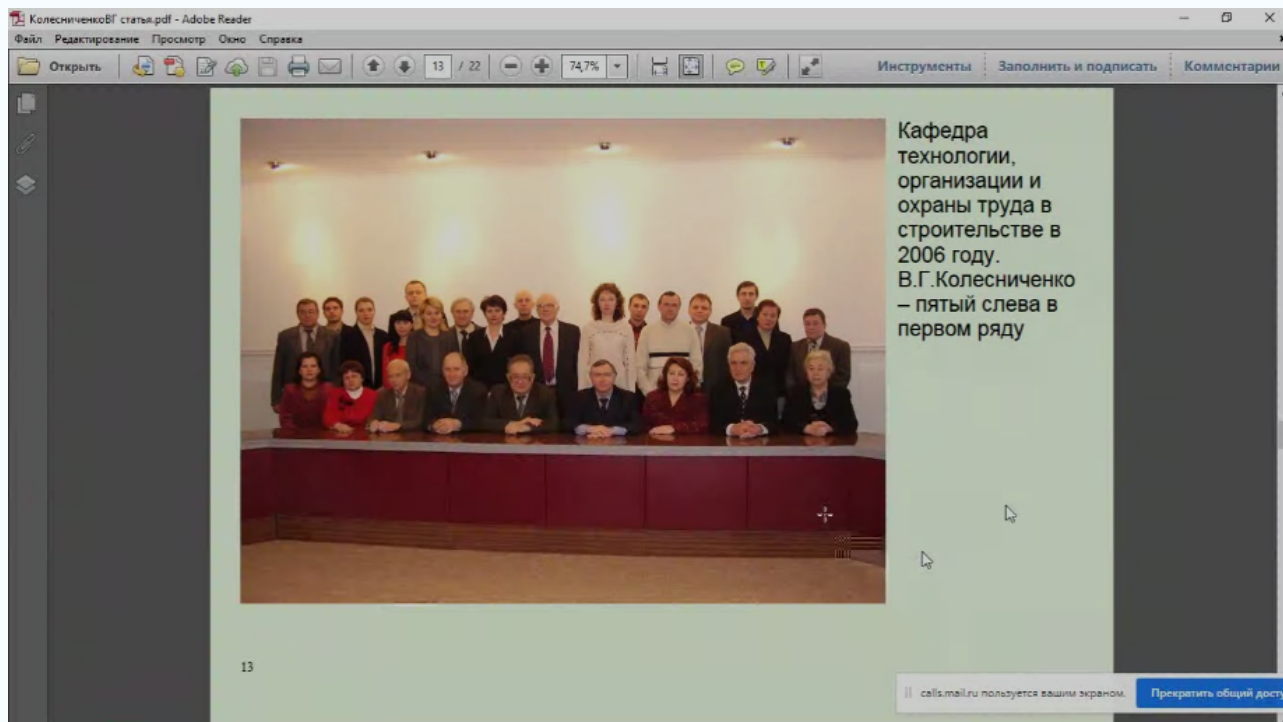 КолесниченкоВГ статья.pdf - Adobe Reader
Файл Редактирование Просмотр Окно Справка
Открыть 13 / 22 74,7% Инструменты Заполнить и подписать Комментарии
Кафедра
технологии,
организации и
охраны труда в
строительстве в
2006 году.
В.Г.Колесниченко
– пятый слева в
первом ряду
13
calls.mail.ru пользуется вашим экраном. Прекратить общий досту